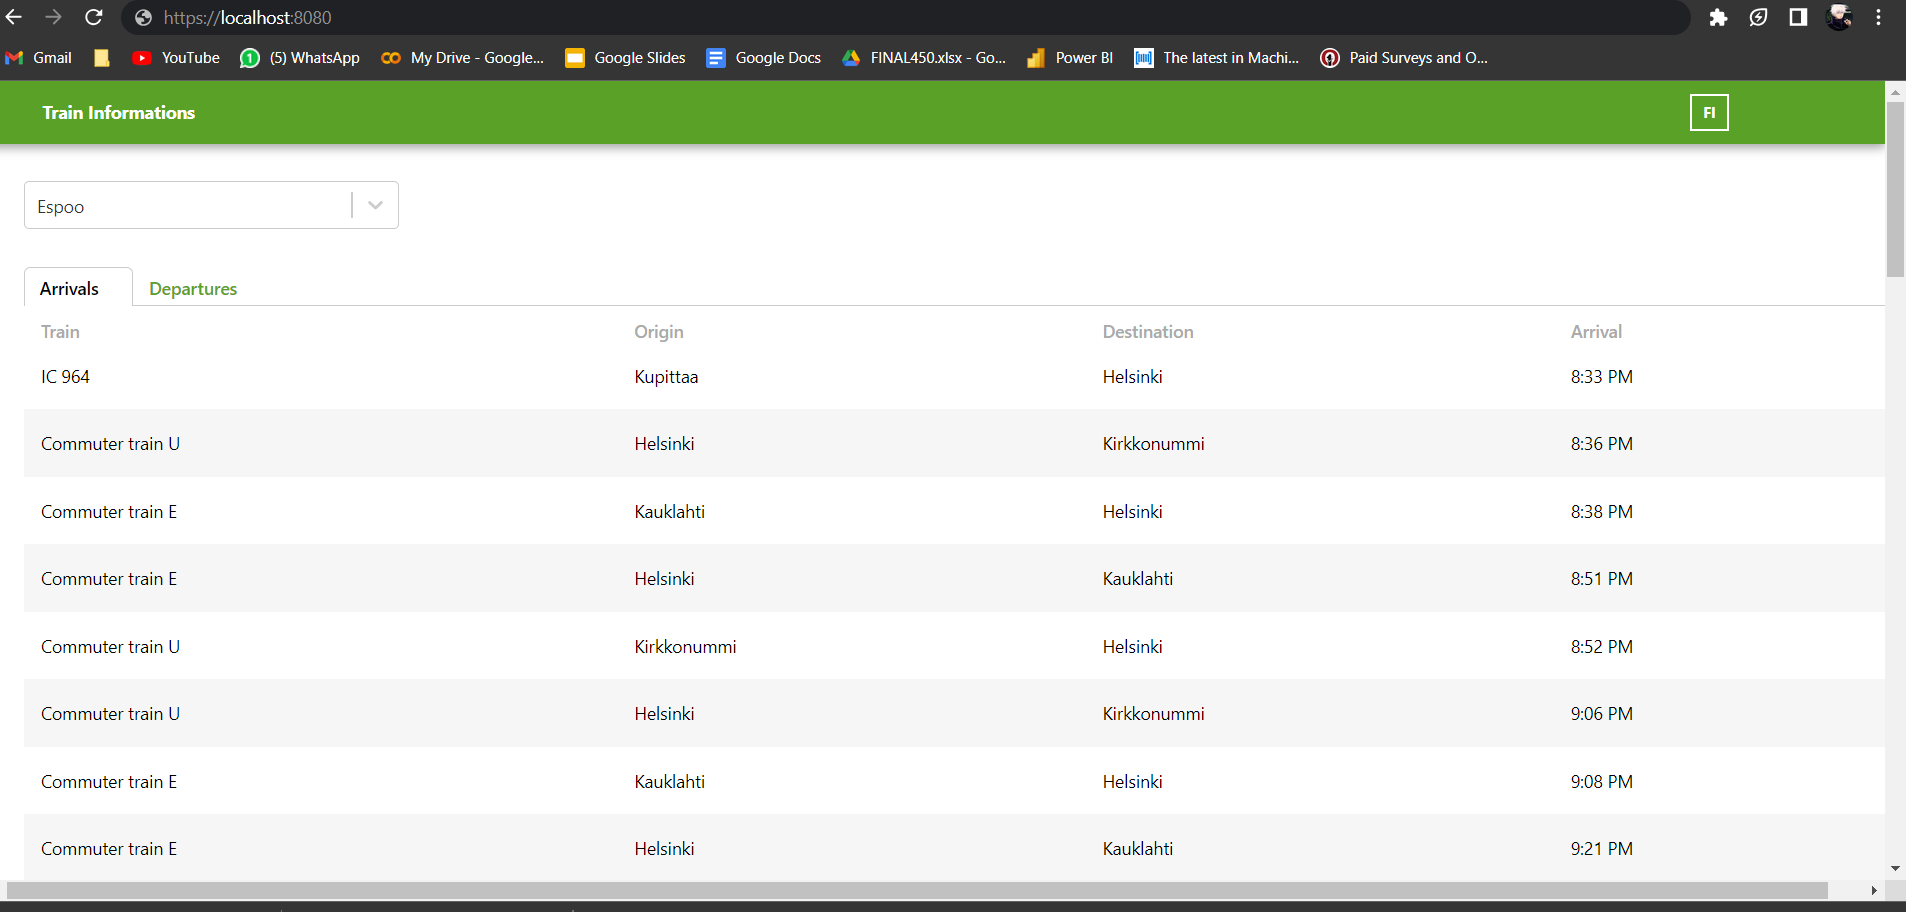 https://localhost:8080
Gmail YouTube 1 (5) WhatsApp My Drive - Google... Google Slides Google Docs FINAL450.xlsx - Go... Power BI The latest in Machi... Paid Surveys and O...
Train Informations FI
Espoo
Arrivals Departures
Train Origin Destination Arrival
IC 964 Kupittaa Helsinki 8:33 PM
Commuter train U Helsinki Kirkkonummi 8:36 PM
Commuter train E Kauklahti Helsinki 8:38 PM
Commuter train E Helsinki Kauklahti 8:51 PM
Commuter train U Kirkkonummi Helsinki 8:52 PM
Commuter train U Helsinki Kirkkonummi 9:06 PM
Commuter train E Kauklahti Helsinki 9:08 PM
Commuter train E Helsinki Kauklahti 9:21 PM